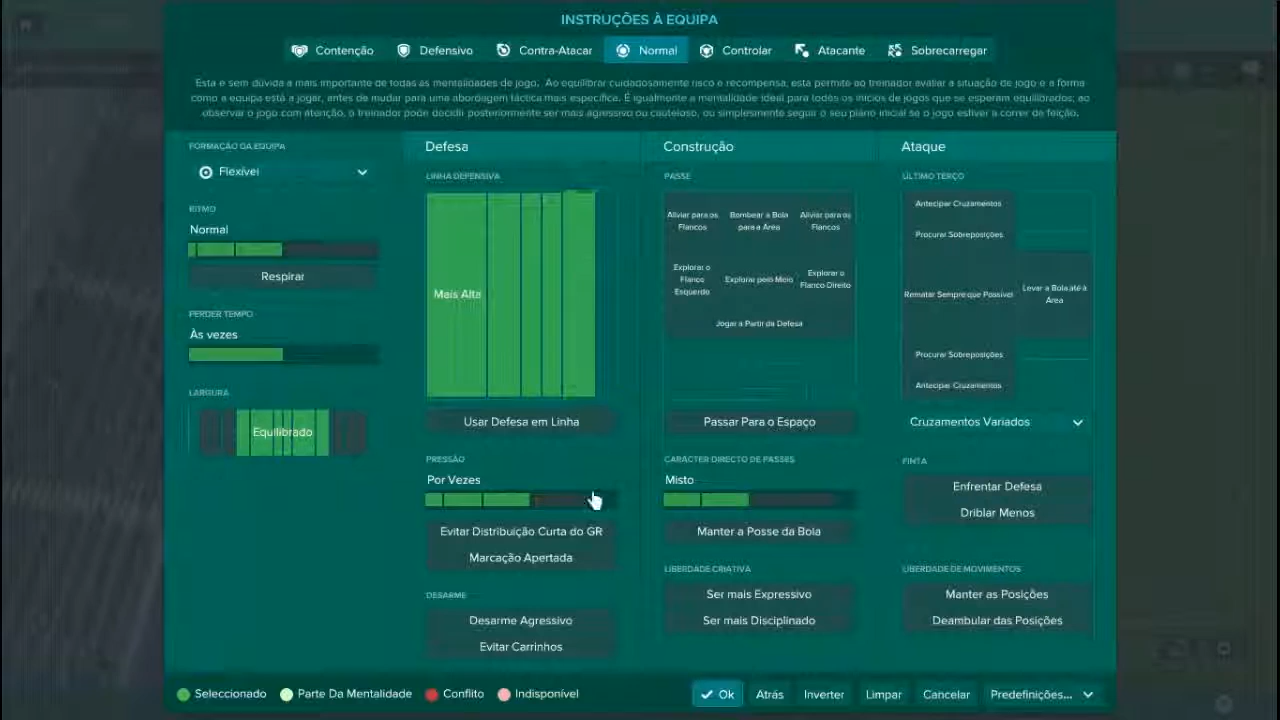 INSTRUÇÕES À EQUIPA
Contenção
Defensivo
Contra-Atacar
Normal
Controlar
Atacante
Sobrecarregar
Esta e sem dúvida a mais importante de todas as mentalidades de jogo. Ao equilibrar cuidadosamente risco e recompensa, esta permite ao treinador avaliar a situação de jogo e a forma
como a equipa está a jogar, antes de mudar para uma abordagem táctica mais específica. É igualmente a mentalidade ideal para todos os inícios de jogos que se esperam equilibrados; ao
observar o jogo com atenção, o treinador pode decidir posteriormente ser mais agressivo ou cauteloso, ou simplesmente seguir o seu plano inicial se o jogo estiver a correr de feição.
FORMAÇÃO DA EQUIPA
Flexível
RITMO
Normal
Respirar
PERDER TEMPO
Às vezes
LARGURA
Equilibrado
Defesa
LINHA DEFENSIVA
Mais Alta
Usar Defesa em Linha
PRESSÃO
Por Vezes
Evitar Distribuição Curta do GR
Marcação Apertada
DESARME
Desarme Agressivo
Evitar Carrinhos
Construção
PASSE
Aliviar para os
Flancos
Bombear a Bola
para a Área
Aliviar para os
Flancos
Explorar o
Flanco
Esquerdo
Explorar pelo Meio
Explorar o
Flanco Direito
Jogar a Partir da Defesa
Passar Para o Espaço
CARÁCTER DIRECTO DE PASSES
Misto
Manter a Posse da Bola
LIBERDADE CRIATIVA
Ser mais Expressivo
Ser mais Disciplinado
Ataque
ÚLTIMO TERÇO
Antecipar Cruzamentos
Procurar Sobreposições
Rematar Sempre que Possível
Levar a Bola até à
Área
Procurar Sobreposições
Antecipar Cruzamentos
Cruzamentos Variados
FINTA
Enfrentar Defesa
Driblar Menos
LIBERDADE DE MOVIMENTOS
Manter as Posições
Deambular das Posições
Seleccionado
Parte Da Mentalidade
Conflito
Indisponível
Ok
Atrás
Inverter
Limpar
Cancelar
Predefinições...